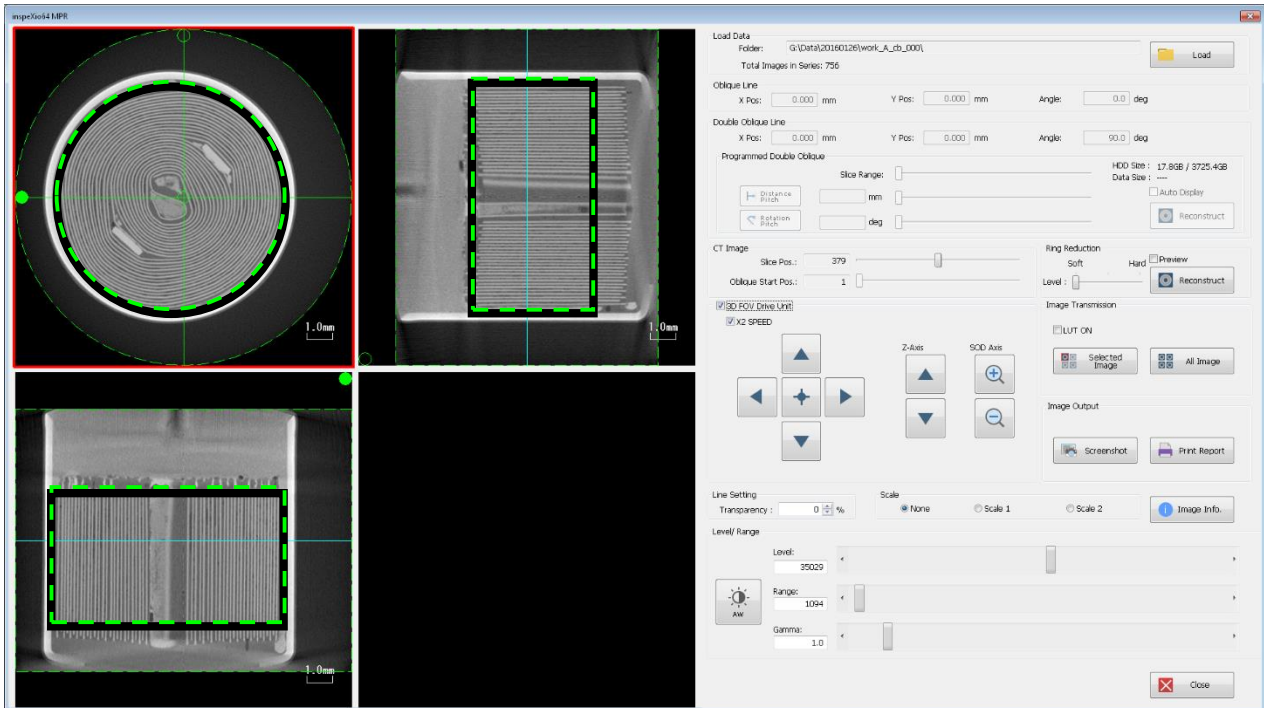 inspeXio64 MPR
1.0mm
1.0mm
1.0mm
Load Data
Folder: G:\Data\20160126\work_A_cb_000\
Load
Total Images in Series: 756
Oblique Line
X Pos: 0.000 mm Y Pos: 0.000 mm Angle: 0.0 deg
Double Oblique Line
X Pos: 0.000 mm Y Pos: 0.000 mm Angle: 90.0 deg
Programmed Double Oblique
Slice Range:
HDD Size : 17.8GB / 3725.4GB
Data Size : ----
Distance Pitch mm
Auto Display
Rotation Pitch deg
Reconstruct
CT Image
Slice Pos.: 379
Oblique Start Pos.: 1
Ring Reduction
Soft Hard Preview
Level : Reconstruct
3D FOV Drive Unit
X2 SPEED
Z-Axis SOD Axis
Image Transmission
LUT ON
Selected Image All Image
Image Output
Screenshot Print Report
Line Setting
Transparency : 0 %
Scale
None Scale 1 Scale 2
Image Info.
Level/ Range
Level:
35029
Range:
1094
AW
Gamma:
1.0
Close